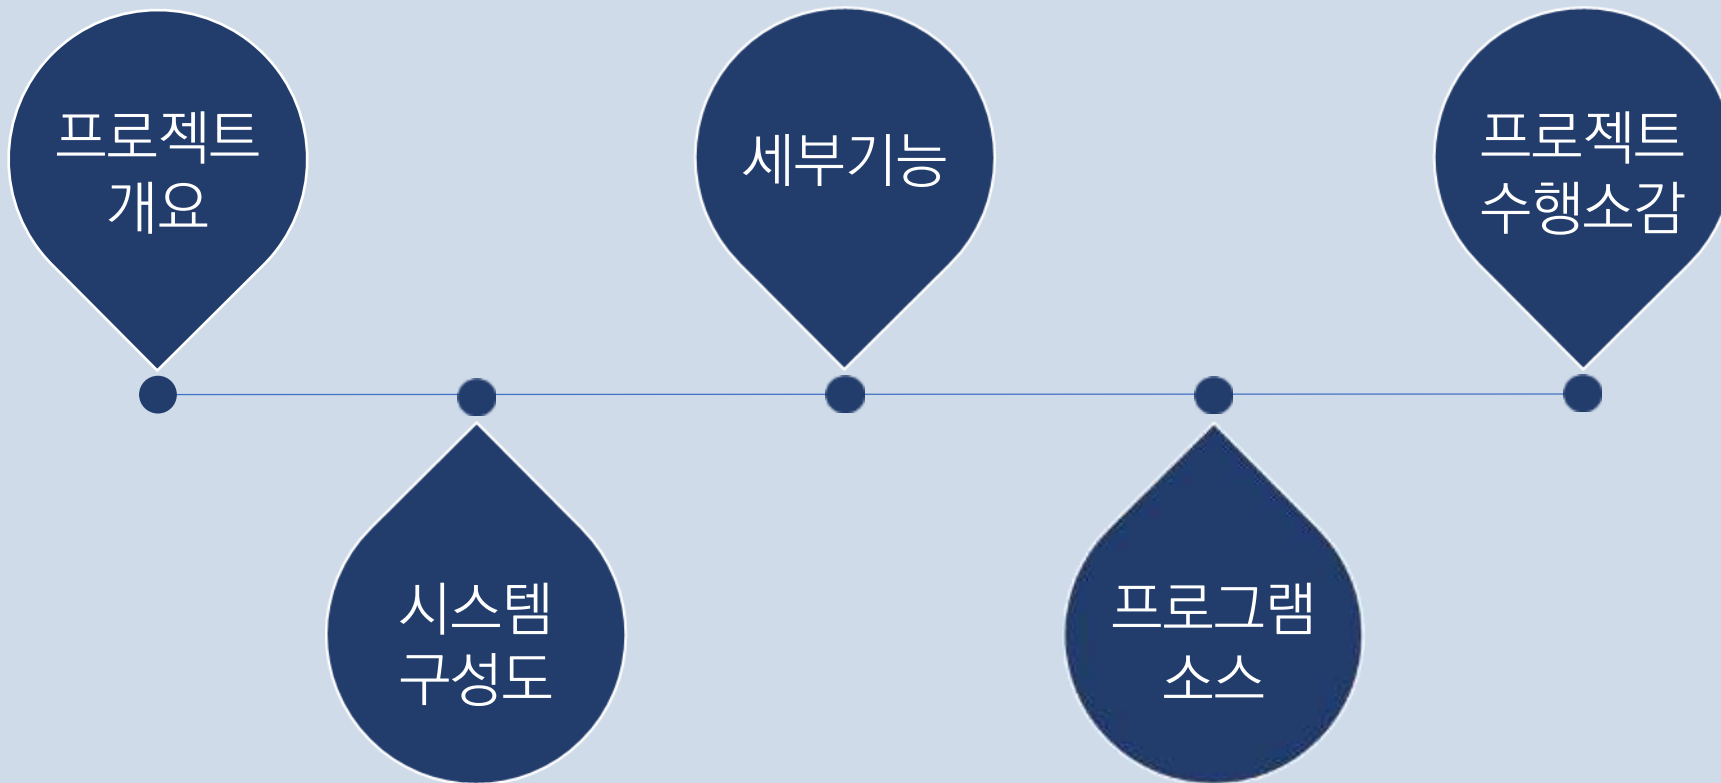 프로젝트
개요
시스템
구성도
세부기능
프로그램
소스
프로젝트
수행소감